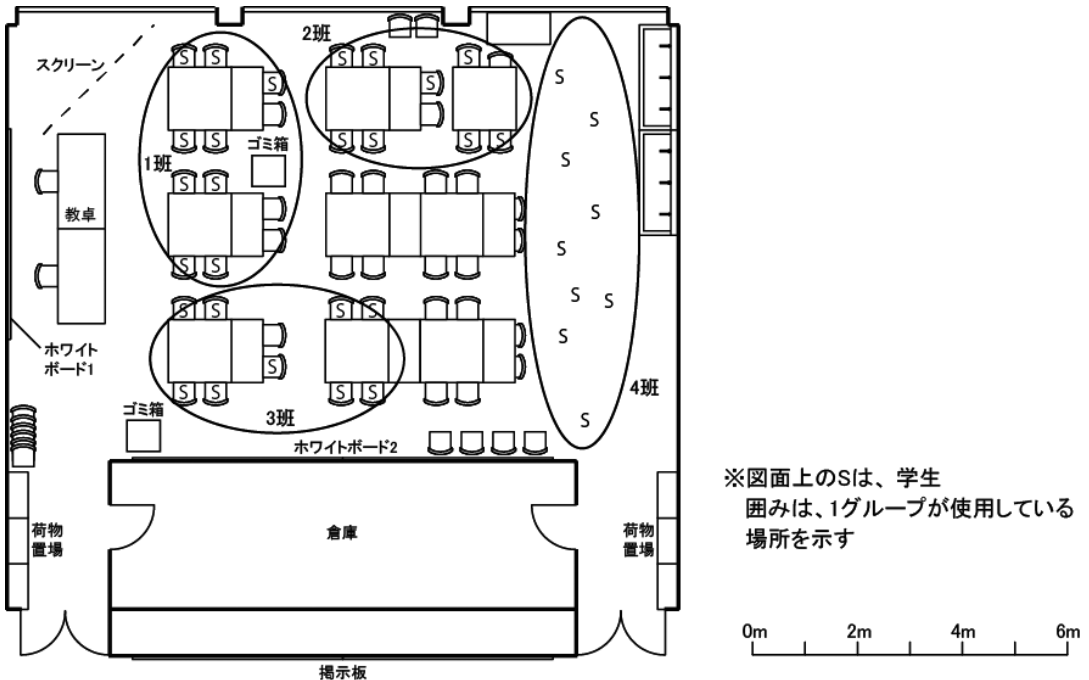 2班
スクリーン
S S
S S
S
S
S
S
S
S S
S S
S S
S
ゴミ箱
1班
S
S S
教卓
S
S
S S
S
S
S S
S
S
ホワイト
ボード1
S
S S
S S
4班
ゴミ箱
3班
S
ホワイトボード2
荷物
置場
倉庫
荷物
置場
掲示板
※図面上のSは、学生
囲みは、1グループが使用している
場所を示す
0m 2m 4m 6m